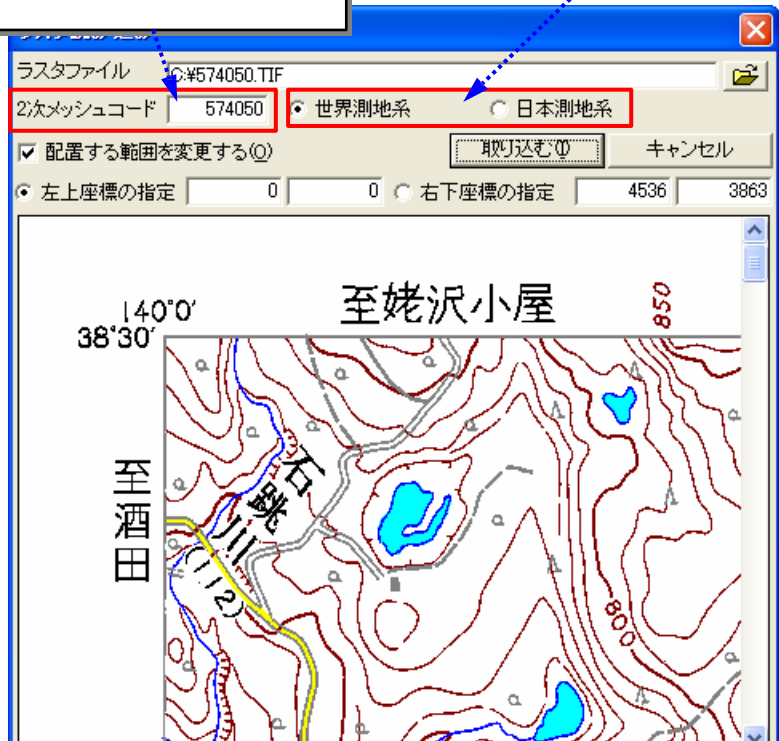 ラスタファイル C:¥574050.TIF
2次メッシュコード 574050 世界測地系 日本測地系
配置する範囲を変更する(O) 取り込む(I) キャンセル
左上座標の指定 0 0 右下座標の指定 4536 3863
140°0′ 至姥沢小屋 850
38°30′
至酒田
石跳川
(112)
800